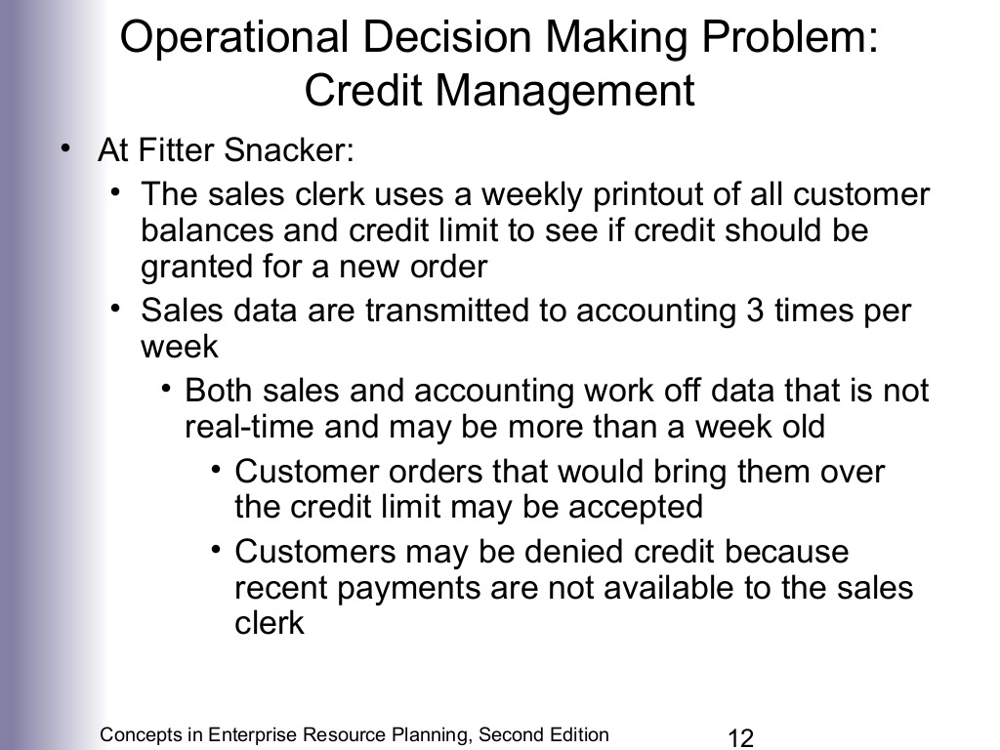 Operational Decision Making Problem:
Credit Management
• At Fitter Snacker:
• The sales clerk uses a weekly printout of all customer
balances and credit limit to see if credit should be
granted for a new order
• Sales data are transmitted to accounting 3 times per
week
• Both sales and accounting work off data that is not
real-time and may be more than a week old
• Customer orders that would bring them over
the credit limit may be accepted
• Customers may be denied credit because
recent payments are not available to the sales
clerk
Concepts in Enterprise Resource Planning, Second Edition
12